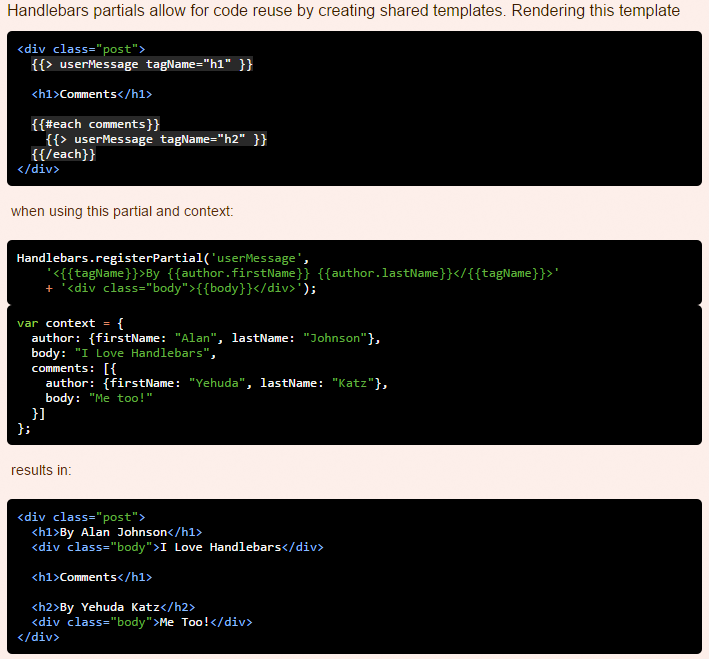 Handlebars partials allow for code reuse by creating shared templates. Rendering this template
<div class="post">
  {{> userMessage tagName="h1" }}
  <h1>Comments</h1>
  {{#each comments}}
    {{> userMessage tagName="h2" }}
  {{/each}}
</div>
when using this partial and context:
Handlebars.registerPartial('userMessage',
    '<{{tagName}}>By {{author.firstName}} {{author.lastName}}</{{tagName}}>'
    + '<div class="body">{{body}}</div>');
var context = {
  author: {firstName: "Alan", lastName: "Johnson"},
  body: "I Love Handlebars",
  comments: [{
    author: {firstName: "Yehuda", lastName: "Katz"},
    body: "Me too!"
  }]
};
results in:
<div class="post">
  <h1>By Alan Johnson</h1>
  <div class="body">I Love Handlebars</div>
  <h1>Comments</h1>
  <h2>By Yehuda Katz</h2>
  <div class="body">Me Too!</div>
</div>